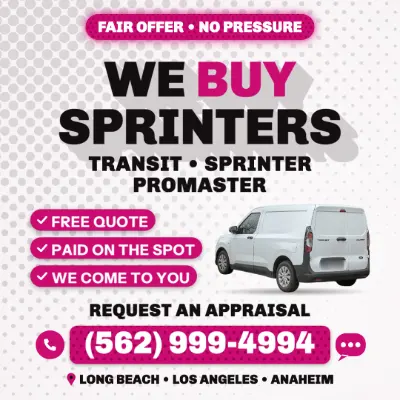 FAIR OFFER • NO PRESSURE
WE BUY
SPRINTERS
TRANSIT • SPRINTER
PROMASTER
FREE QUOTE
PAID ON THE SPOT
WE COME TO YOU
REQUEST AN APPRAISAL
(562) 999-4994
LONG BEACH • LOS ANGELES • ANAHEIM